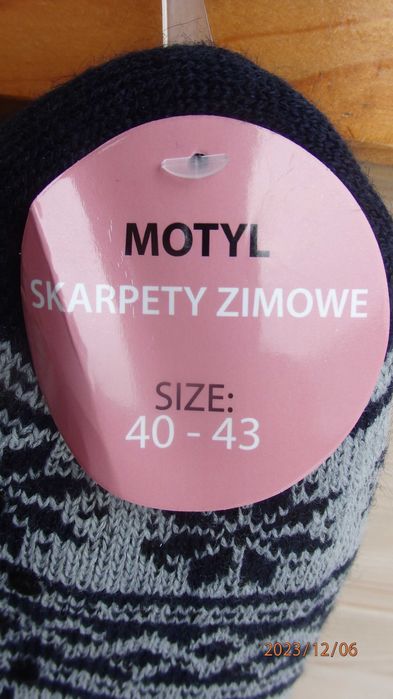 MOTYL
SKARPETY ZIMOWE
SIZE:
40 - 43
2023/12/06